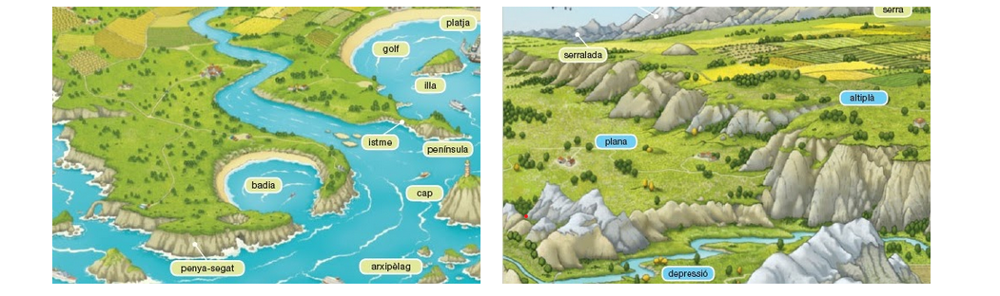 platja
golf
illa
istme
península
badia
cap
penya-segat
arxipèlag
serra
serralada
altiplà
plana
depressió